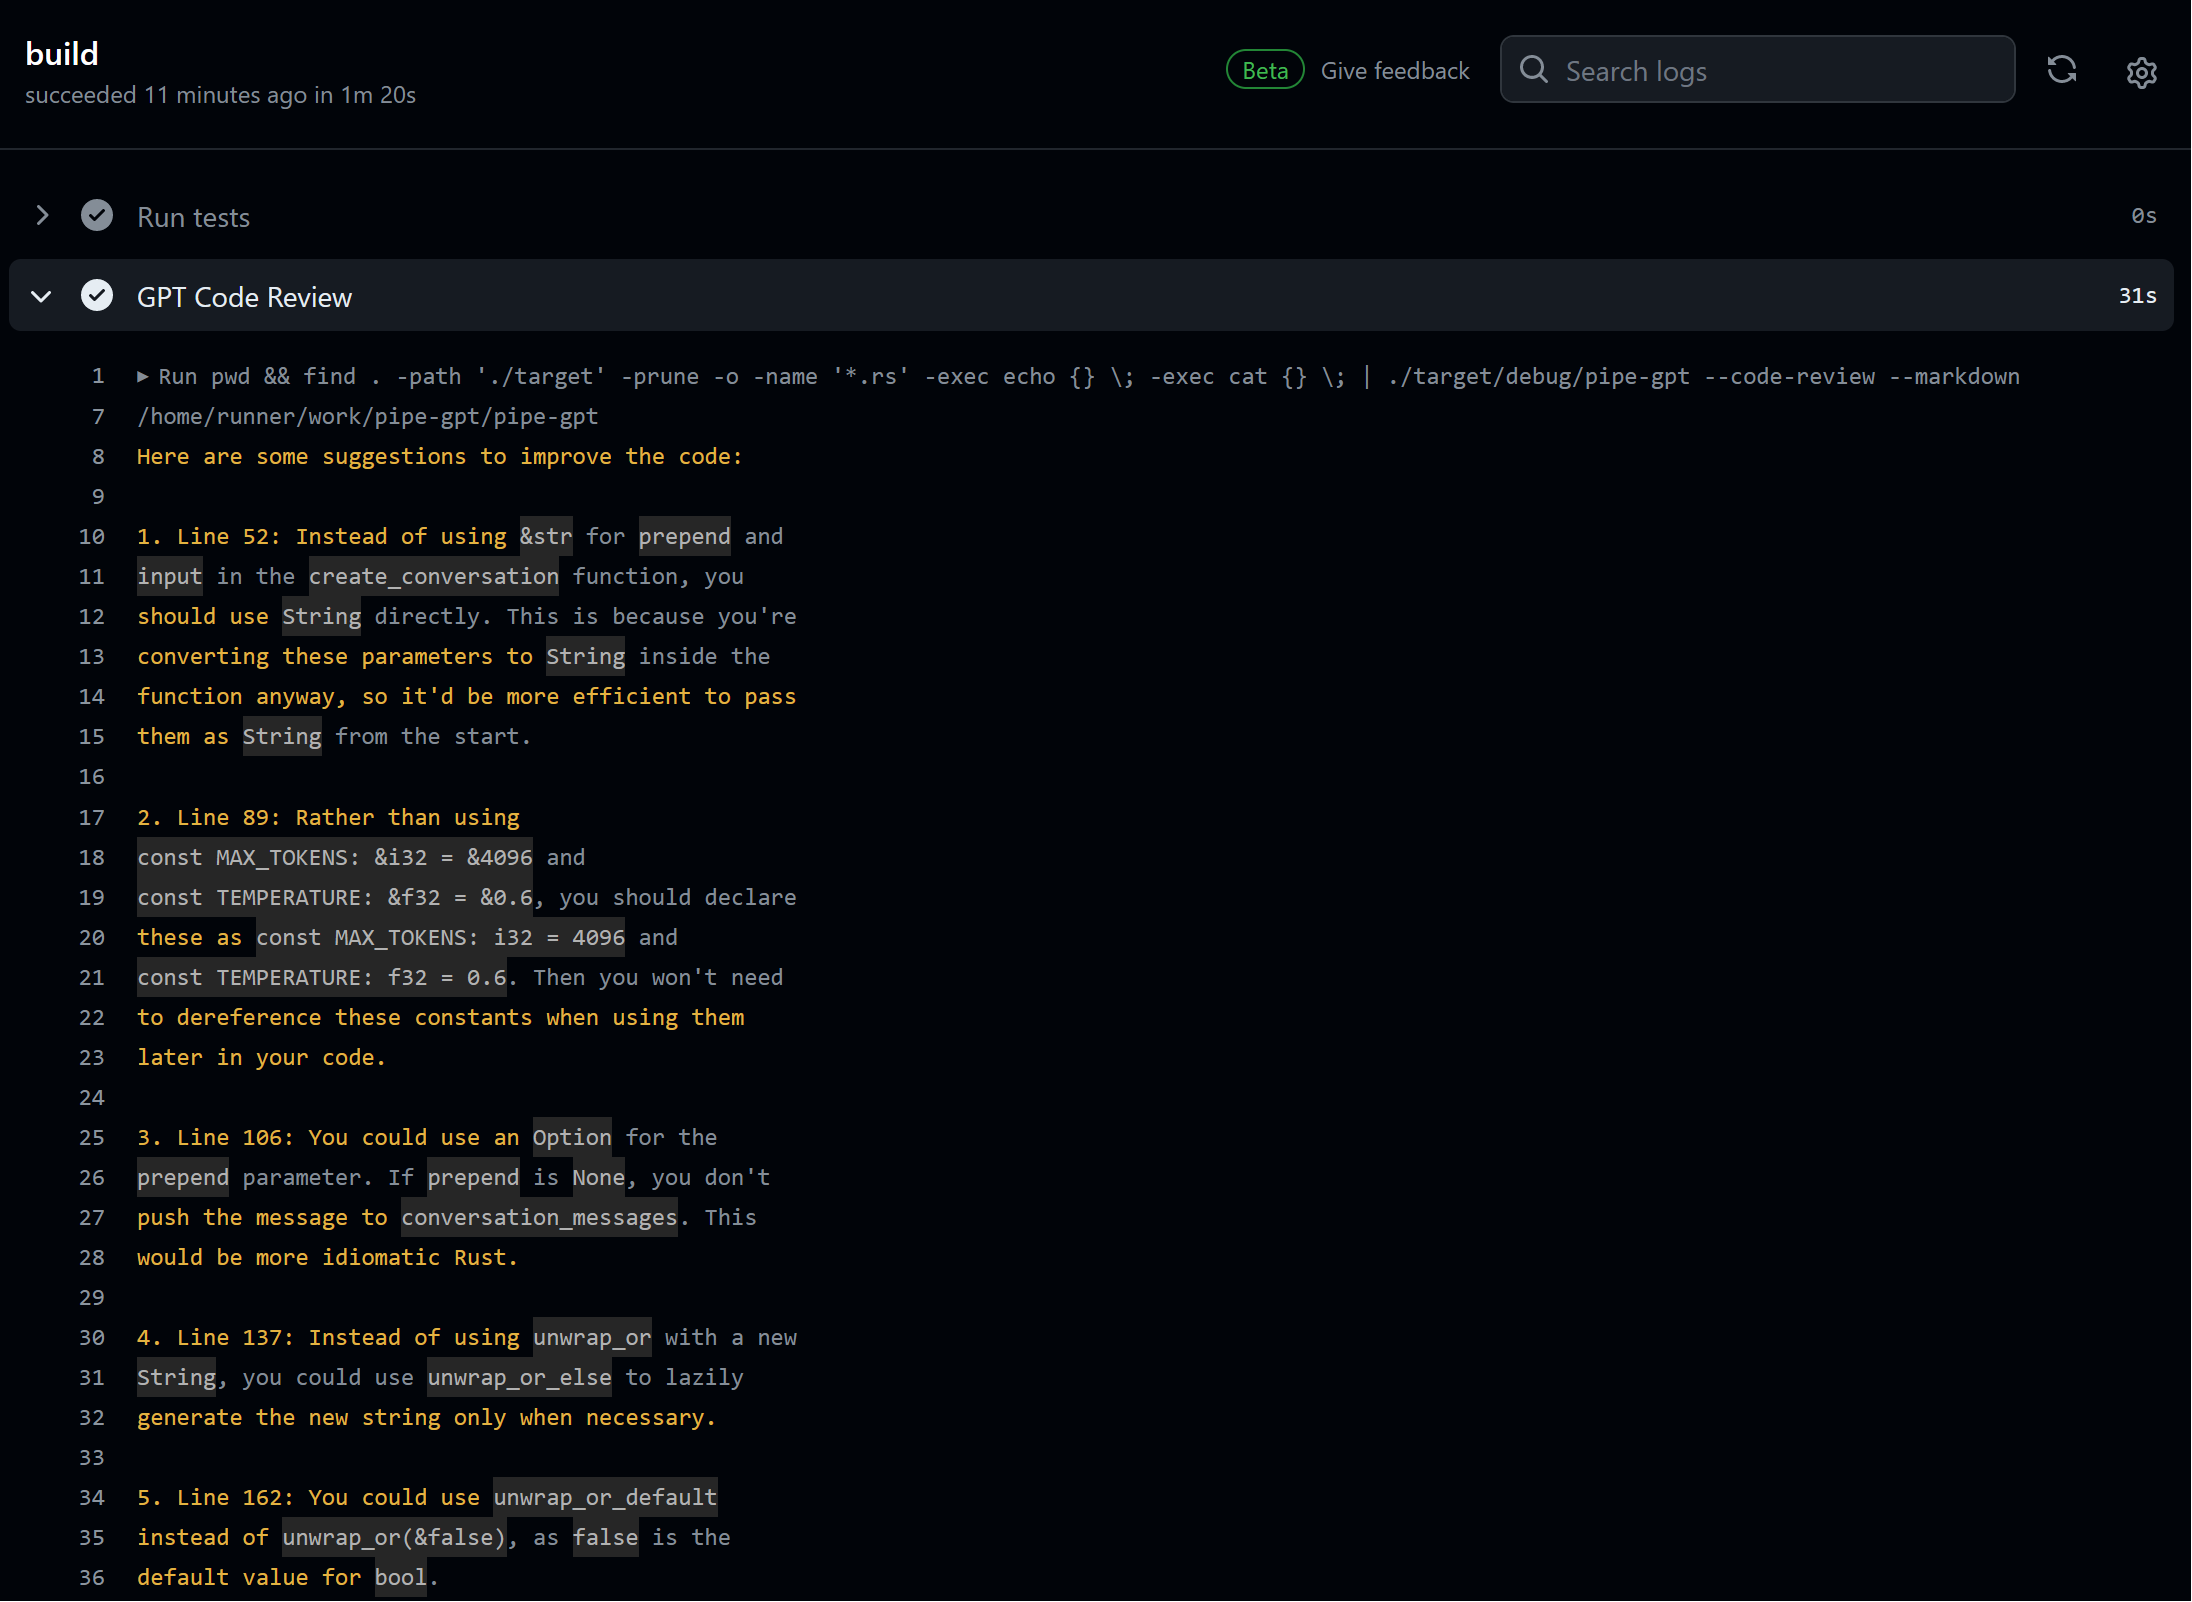 build
succeeded 11 minutes ago in 1m 20s
Beta Give feedback
Search logs
Run tests 0s
GPT Code Review 31s
1 ▶ Run pwd && find . -path './target' -prune -o -name '*.rs' -exec echo {} \; -exec cat {} \; | ./target/debug/pipe-gpt --code-review --markdown
7 /home/runner/work/pipe-gpt/pipe-gpt
8 Here are some suggestions to improve the code:
9
10 1. Line 52: Instead of using &str for prepend and
11 input in the create_conversation function, you
12 should use String directly. This is because you're
13 converting these parameters to String inside the
14 function anyway, so it'd be more efficient to pass
15 them as String from the start.
16
17 2. Line 89: Rather than using
18 const MAX_TOKENS: &i32 = &4096 and
19 const TEMPERATURE: &f32 = &0.6, you should declare
20 these as const MAX_TOKENS: i32 = 4096 and
21 const TEMPERATURE: f32 = 0.6. Then you won't need
22 to dereference these constants when using them
23 later in your code.
24
25 3. Line 106: You could use an Option for the
26 prepend parameter. If prepend is None, you don't
27 push the message to conversation_messages. This
28 would be more idiomatic Rust.
29
30 4. Line 137: Instead of using unwrap_or with a new
31 String, you could use unwrap_or_else to lazily
32 generate the new string only when necessary.
33
34 5. Line 162: You could use unwrap_or_default
35 instead of unwrap_or(&false), as false is the
36 default value for bool.